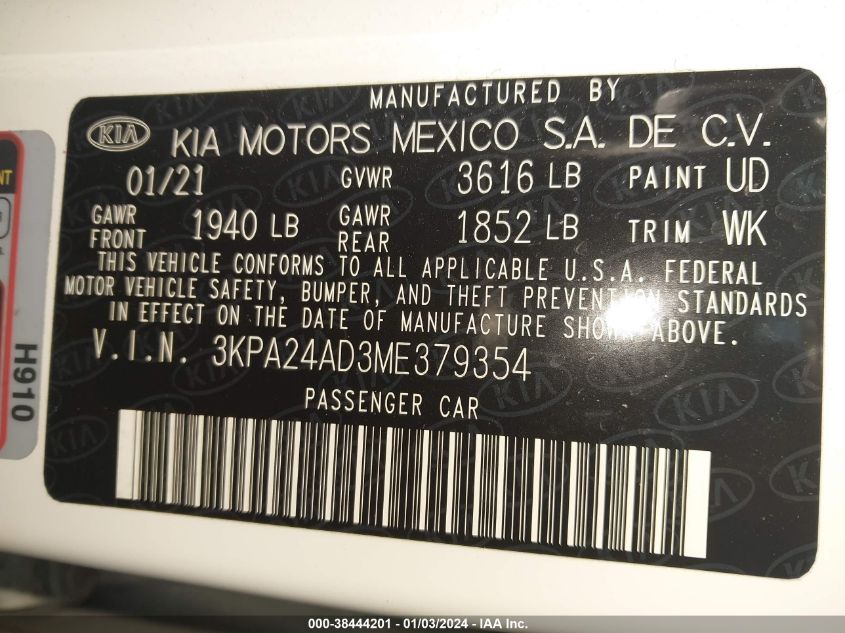 MANUFACTURED BY
KIA KIA MOTORS MEXICO S.A. DE C.V.
01/21 GVWR 3616 LB PAINT UD
GAWR FRONT 1940 LB GAWR REAR 1852 LB TRIM WK
THIS VEHICLE CONFORMS TO ALL APPLICABLE U.S.A. FEDERAL
MOTOR VEHICLE SAFETY, BUMPER, AND THEFT PREVENTION STANDARDS
IN EFFECT ON THE DATE OF MANUFACTURE SHOWN ABOVE.
V.I.N. 3KPA24AD3ME379354
PASSENGER CAR
H910
000-38444201 - 01/03/2024 - IAA Inc.